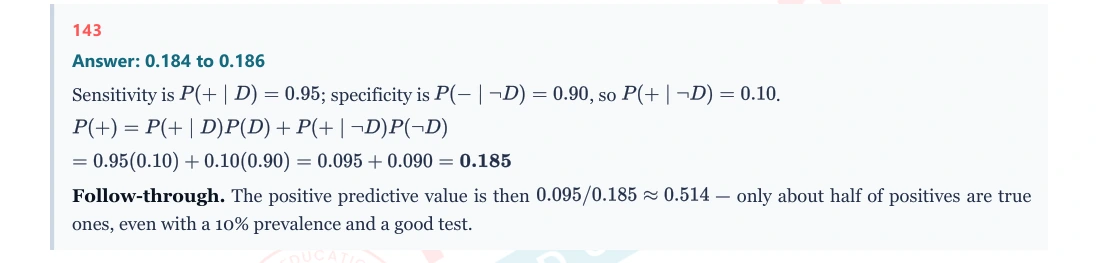 143
Answer: 0.184 to 0.186
Sensitivity is P(+ | D) = 0.95; specificity is P(− | ¬D) = 0.90, so P(+ | ¬D) = 0.10.
P(+) = P(+ | D)P(D) + P(+ | ¬D)P(¬D)
= 0.95(0.10) + 0.10(0.90) = 0.095 + 0.090 = 0.185
Follow-through. The positive predictive value is then 0.095/0.185 ≈ 0.514 — only about half of positives are true
ones, even with a 10% prevalence and a good test.